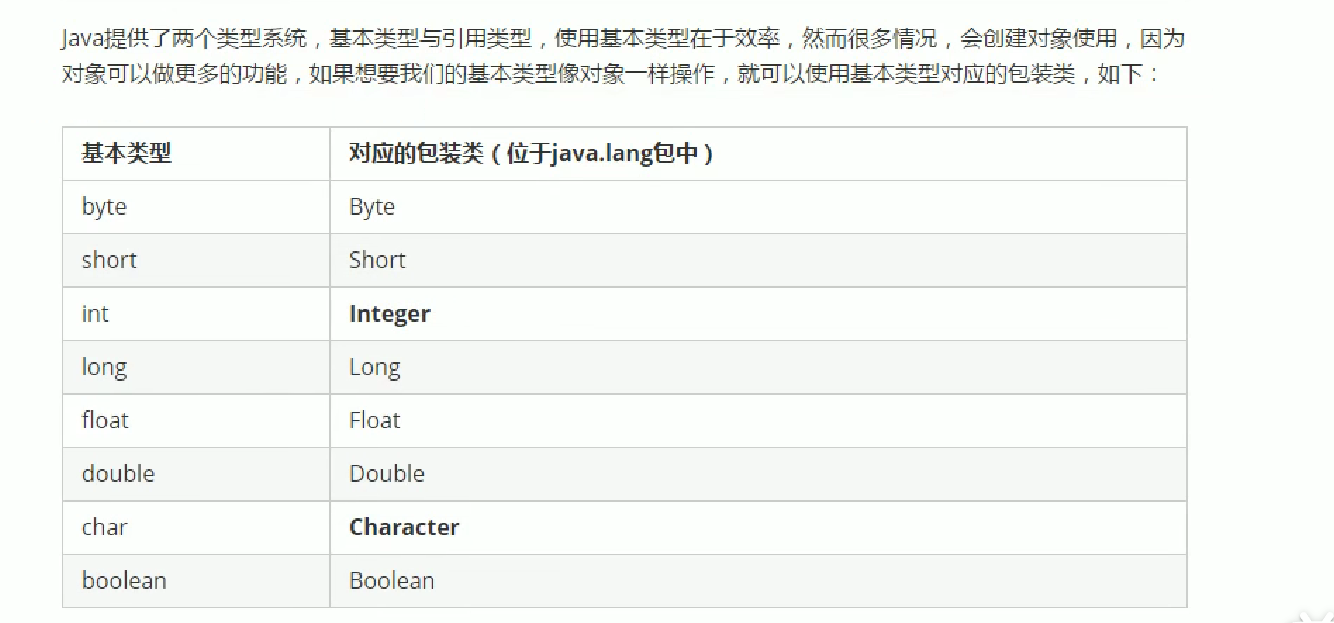 Java提供了两个类型系统，基本类型与引用类型，使用基本类型在于效率，然而很多情况，会创建对象使用，因为
对象可以做更多的功能，如果想要我们的基本类型像对象一样操作，就可以使用基本类型对应的包装类，如下：
基本类型 对应的包装类（位于java.lang包中）
byte Byte
short Short
int Integer
long Long
float Float
double Double
char Character
boolean Boolean